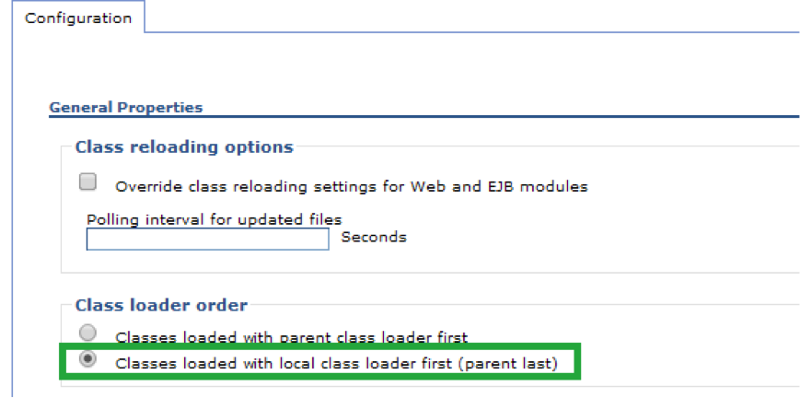 Configuration
General Properties
Class reloading options
Override class reloading settings for Web and EJB modules
Polling interval for updated files
Seconds
Class loader order
Classes loaded with parent class loader first
Classes loaded with local class loader first (parent last)